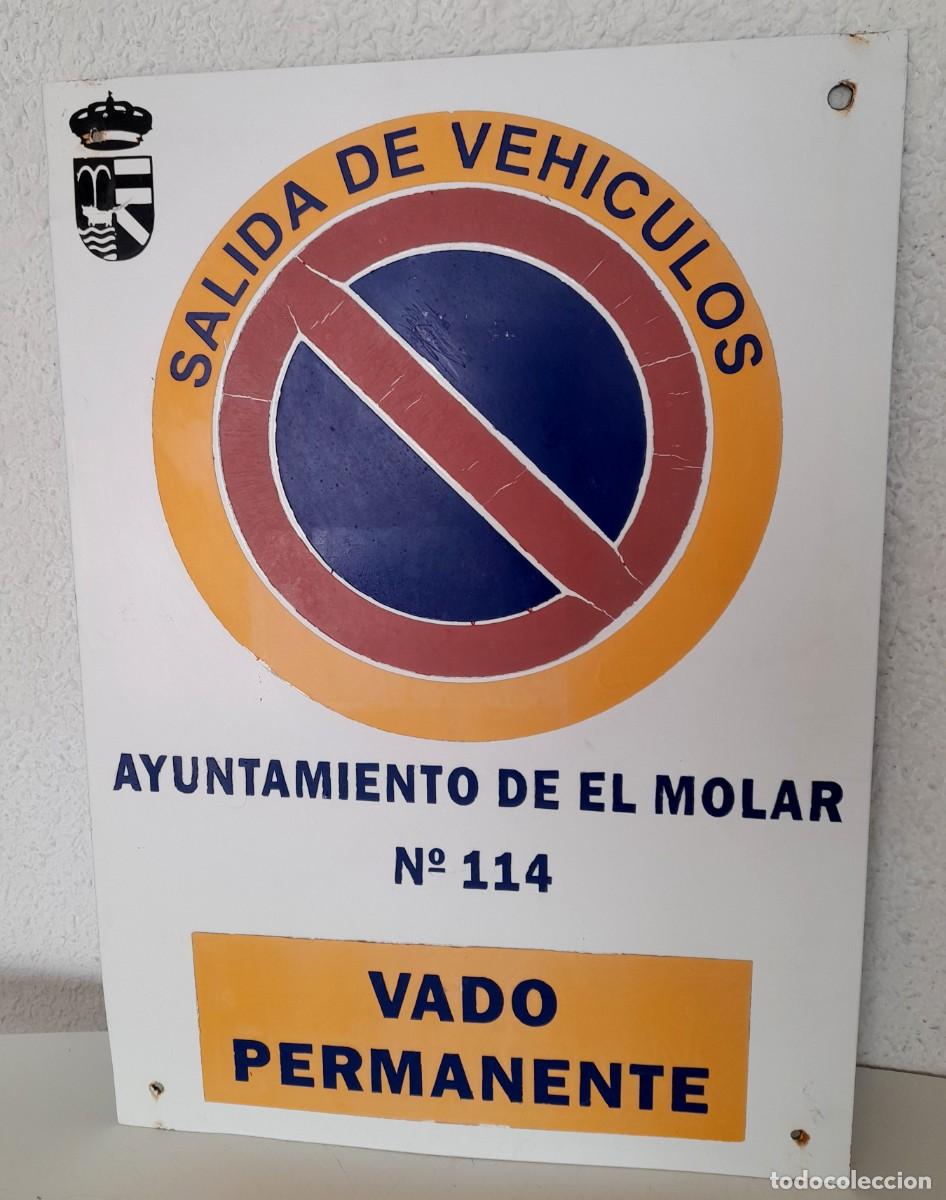 SALIDA DE VEHICULOS
AYUNTAMIENTO DE EL MOLAR
Nº 114
VADO
PERMANENTE
todocoleccion